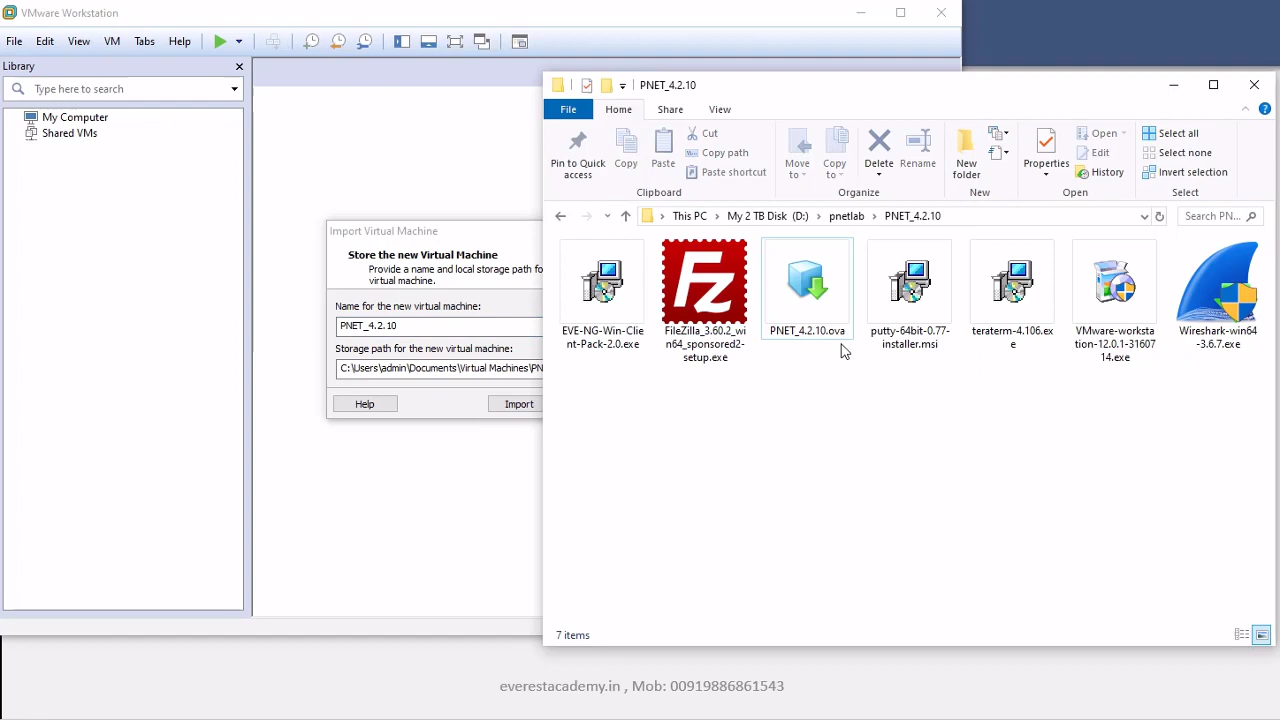 VMware Workstation
File Edit View VM Tabs Help
Library
Type here to search
My Computer
Shared VMs
Import Virtual Machine
Store the new Virtual Machine
Provide a name and local storage path fo
virtual machine.
Name for the new virtual machine:
PNET_4.2.10
Storage path for the new virtual machine:
C:\Users\admin\Documents\Virtual Machines\PN
Help Import
PNET_4.2.10
File Home Share View
Pin to Quick
access
Copy
Paste
Cut
Copy path
Paste shortcut
Clipboard
Move
to
Copy
to
Delete
Rename
Organize
New
folder
New
Properties
Open
Edit
History
Open
Select all
Select none
Invert selection
Select
This PC > My 2 TB Disk (D:) > pnetlab > PNET_4.2.10
Search PN...
EVE-NG-Win-Clie
nt-Pack-2.0.exe
FileZilla_3.60.2_wi
n64_sponsored2-
setup.exe
PNET_4.2.10.ova
putty-64bit-0.77-
installer.msi
teraterm-4.106.ex
e
VMware-worksta
tion-12.0.1-31607
14.exe
Wireshark-win64
-3.6.7.exe
7 items
everestacademy.in , Mob: 00919886861543